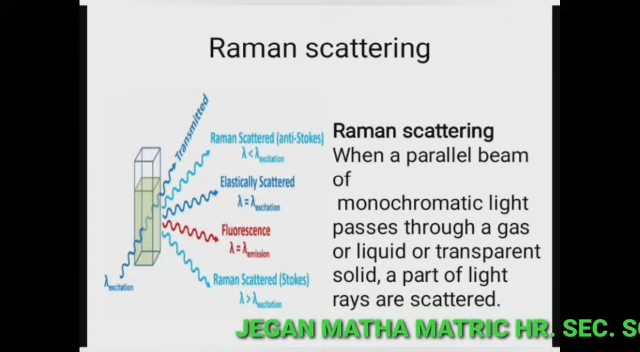 Raman scattering
Transmitted
Raman Scattered (anti-Stokes)
λ < λexcitation
Elastically Scattered
λ = λexcitation
Fluorescence
λ = λemission
Raman Scattered (Stokes)
λ > λexcitation
λexcitation
Raman scattering
When a parallel beam
of
monochromatic light
passes through a gas
or liquid or transparent
solid, a part of light
rays are scattered.
JEGAN MATHA MATRIC HR. SEC.